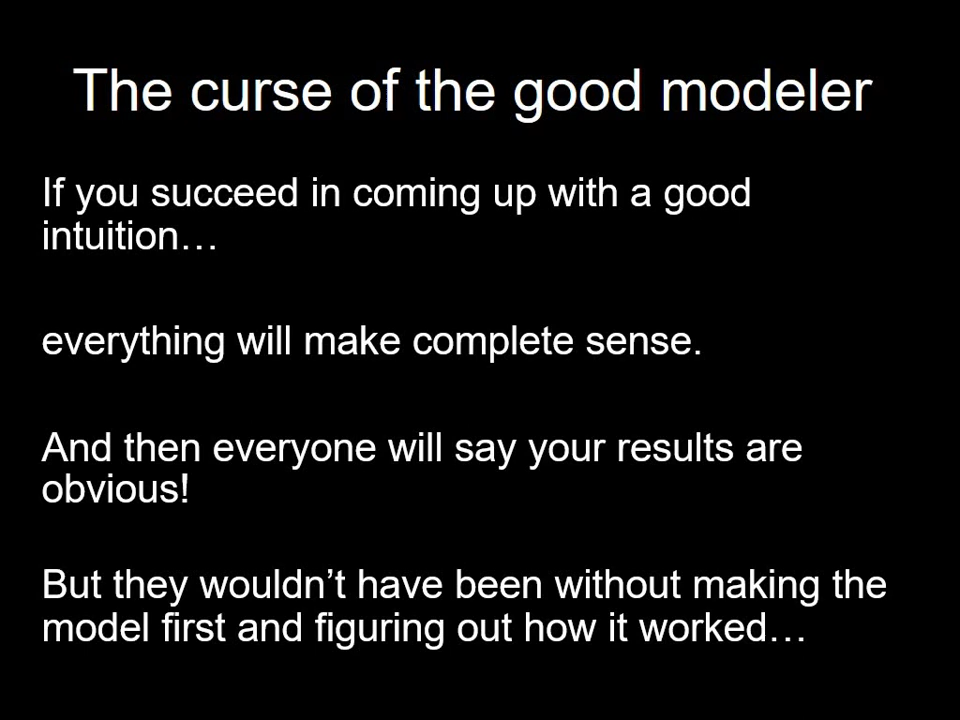 The curse of the good modeler
If you succeed in coming up with a good
intuition…
everything will make complete sense.
And then everyone will say your results are
obvious!
But they wouldn’t have been without making the
model first and figuring out how it worked…